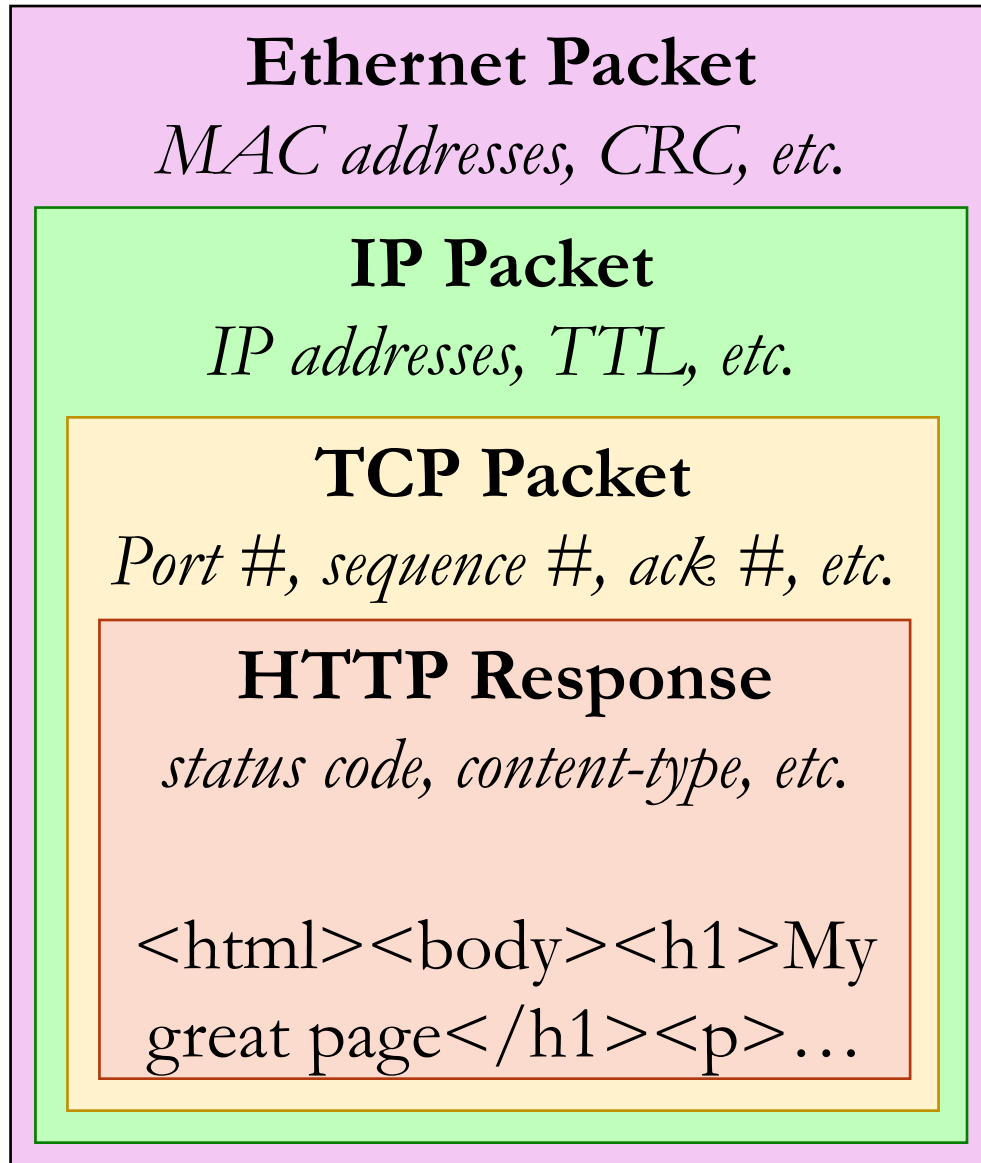 Ethernet Packet
MAC addresses, CRC, etc.
IP Packet
IP addresses, TTL, etc.
TCP Packet
Port #, sequence #, ack #, etc.
HTTP Response
status code, content-type, etc.
<html><body><h1>My
great page</h1><p>…